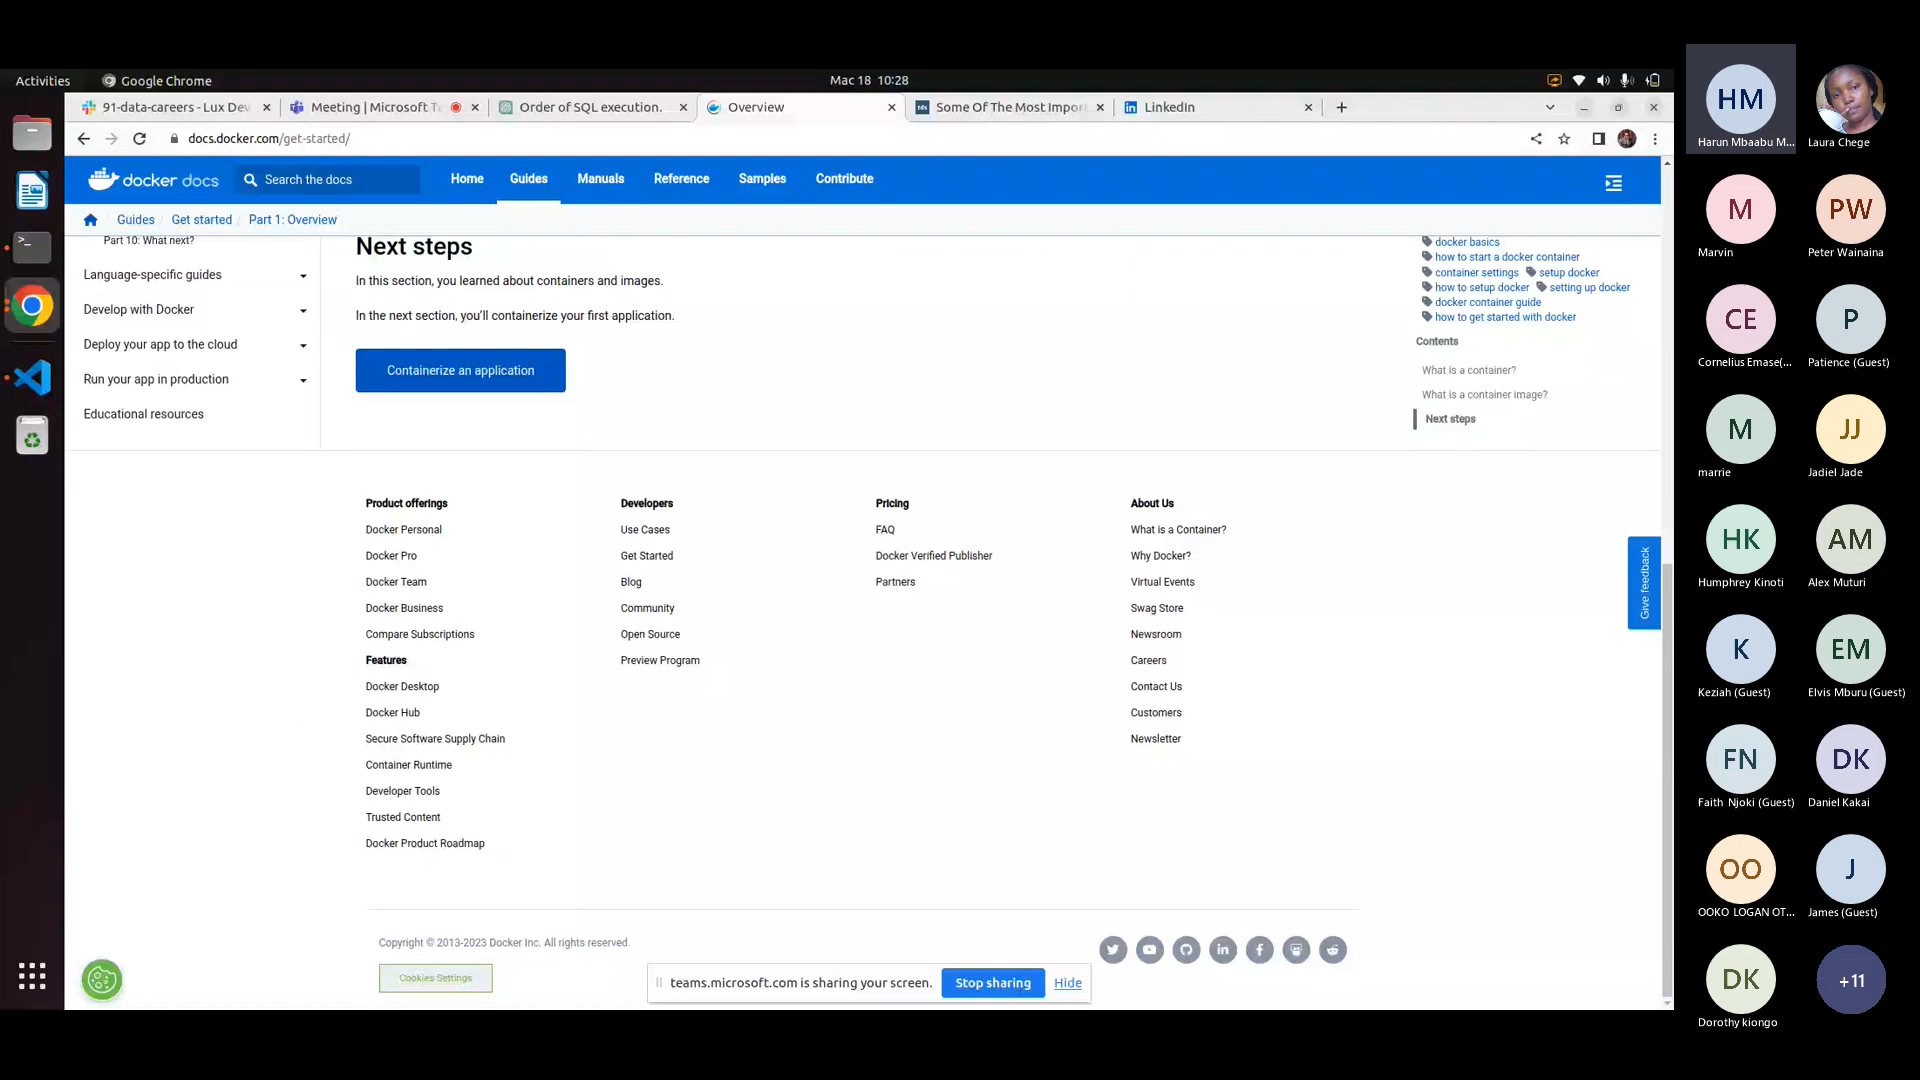 Activities
Google Chrome
Mac 18 10:28
91-data-careers - Lux Dev
Meeting | Microsoft Te
Order of SQL execution.
Overview
Some Of The Most Impor
LinkedIn
docs.docker.com/get-started/
docker docs
Search the docs
Home
Guides
Manuals
Reference
Samples
Contribute
Guides / Get started / Part 1: Overview
Part 10: What next?
Language-specific guides
Develop with Docker
Deploy your app to the cloud
Run your app in production
Educational resources
Next steps
In this section, you learned about containers and images.
In the next section, you’ll containerize your first application.
Containerize an application
docker basics
how to start a docker container
container settings setup docker
how to setup docker setting up docker
docker container guide
how to get started with docker
Contents
What is a container?
What is a container image?
Next steps
Product offerings
Docker Personal
Docker Pro
Docker Team
Docker Business
Compare Subscriptions
Features
Docker Desktop
Docker Hub
Secure Software Supply Chain
Container Runtime
Developer Tools
Trusted Content
Docker Product Roadmap
Developers
Use Cases
Get Started
Blog
Community
Open Source
Preview Program
Pricing
FAQ
Docker Verified Publisher
Partners
About Us
What is a Container?
Why Docker?
Virtual Events
Swag Store
Newsroom
Careers
Contact Us
Customers
Newsletter
Give feedback
Copyright © 2013-2023 Docker Inc. All rights reserved.
Cookies Settings
teams.microsoft.com is sharing your screen.
Stop sharing
Hide
HM
Harun Mbaabu M...
Laura Chege
M
Marvin
PW
Peter Wainaina
CE
Cornelius Emase(...
P
Patience (Guest)
M
marrie
JJ
Jadiel Jade
HK
Humphrey Kinoti
AM
Alex Muturi
K
Keziah (Guest)
EM
Elvis Mburu (Guest)
FN
Faith Njoki (Guest)
DK
Daniel Kakai
OO
OOKO LOGAN OT...
J
James (Guest)
DK
Dorothy kiongo
+11